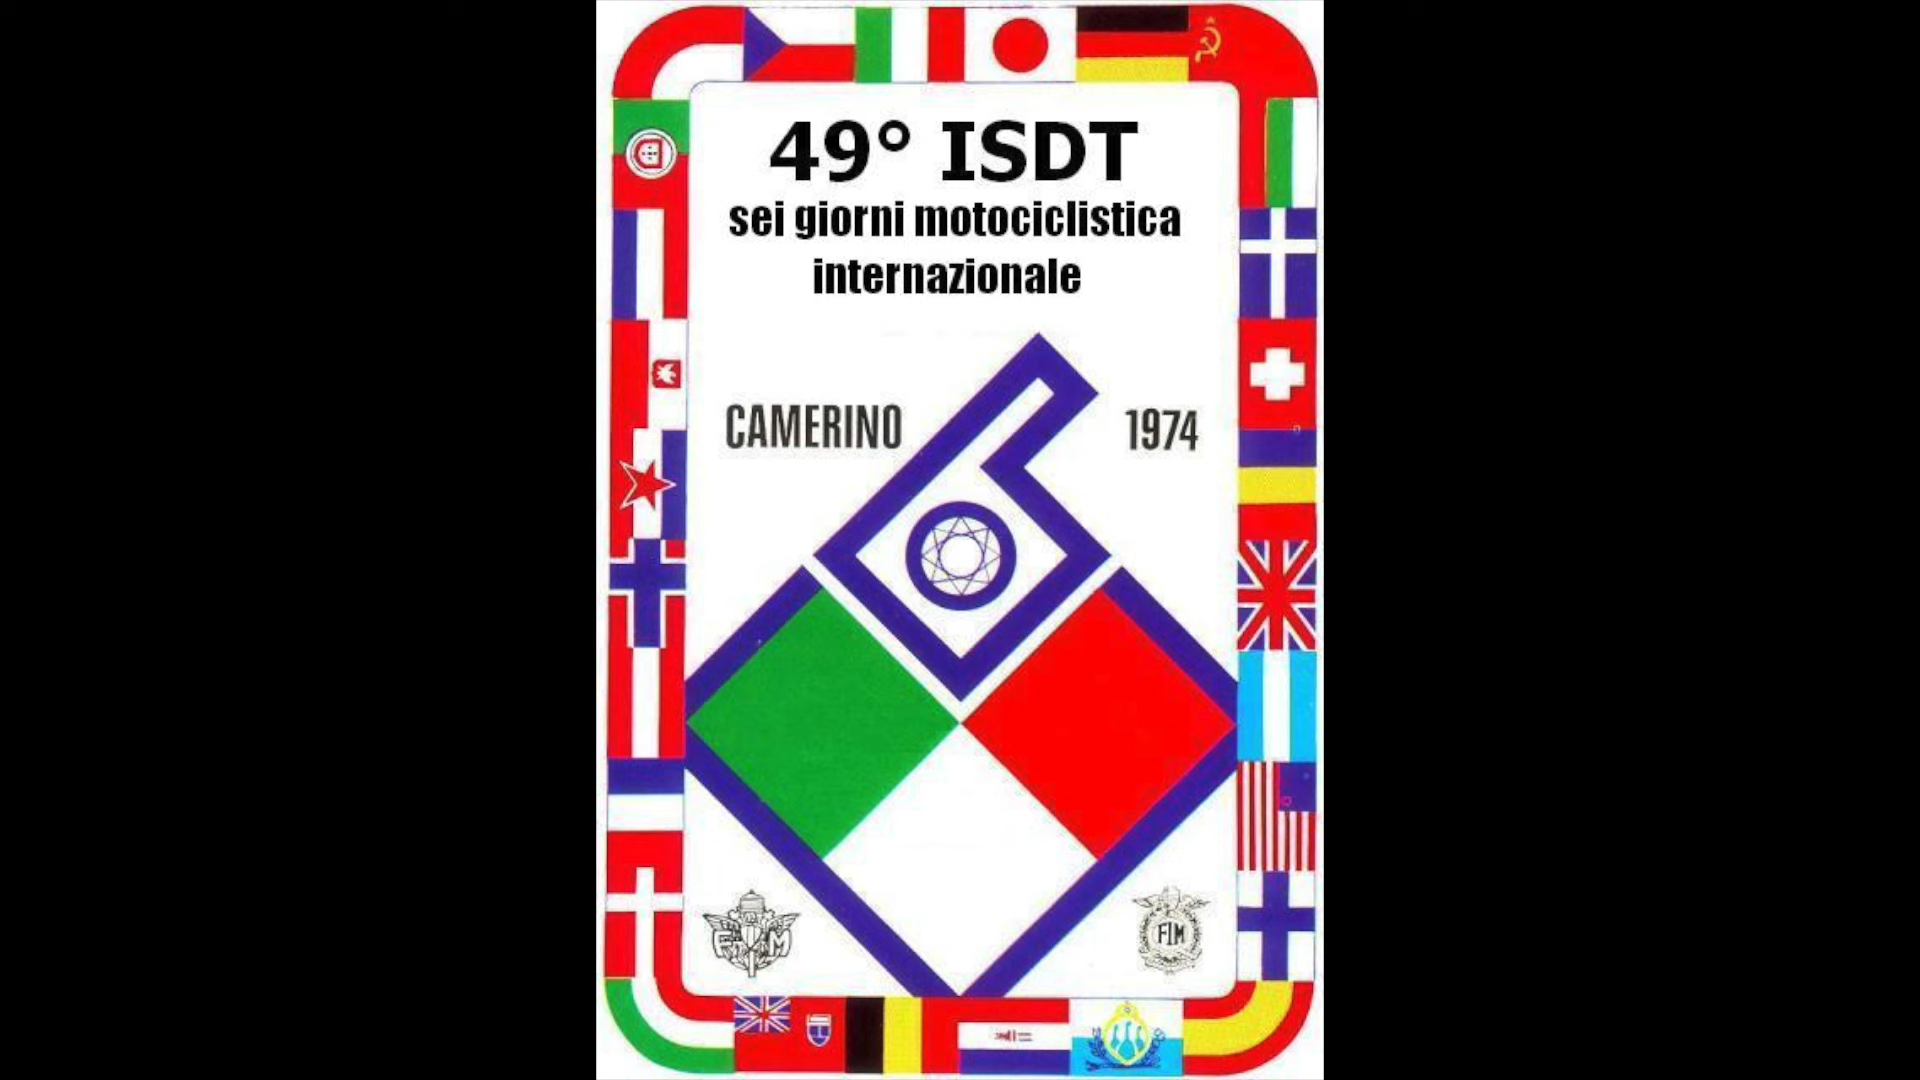 49° ISDT
sei giorni motociclistica
internazionale
CAMERINO 1974
FIM